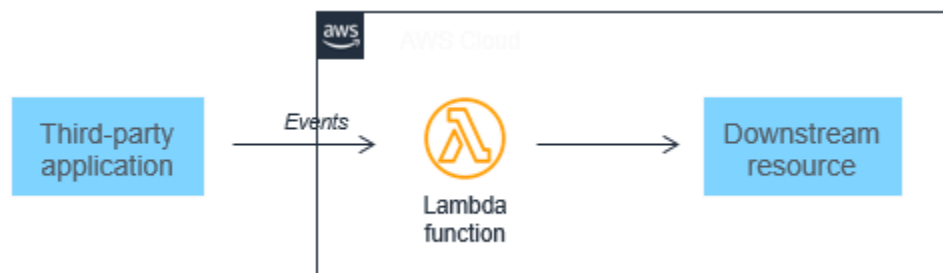 aws
AWS Cloud
Third-party
application
Events
Lambda
function
Downstream
resource